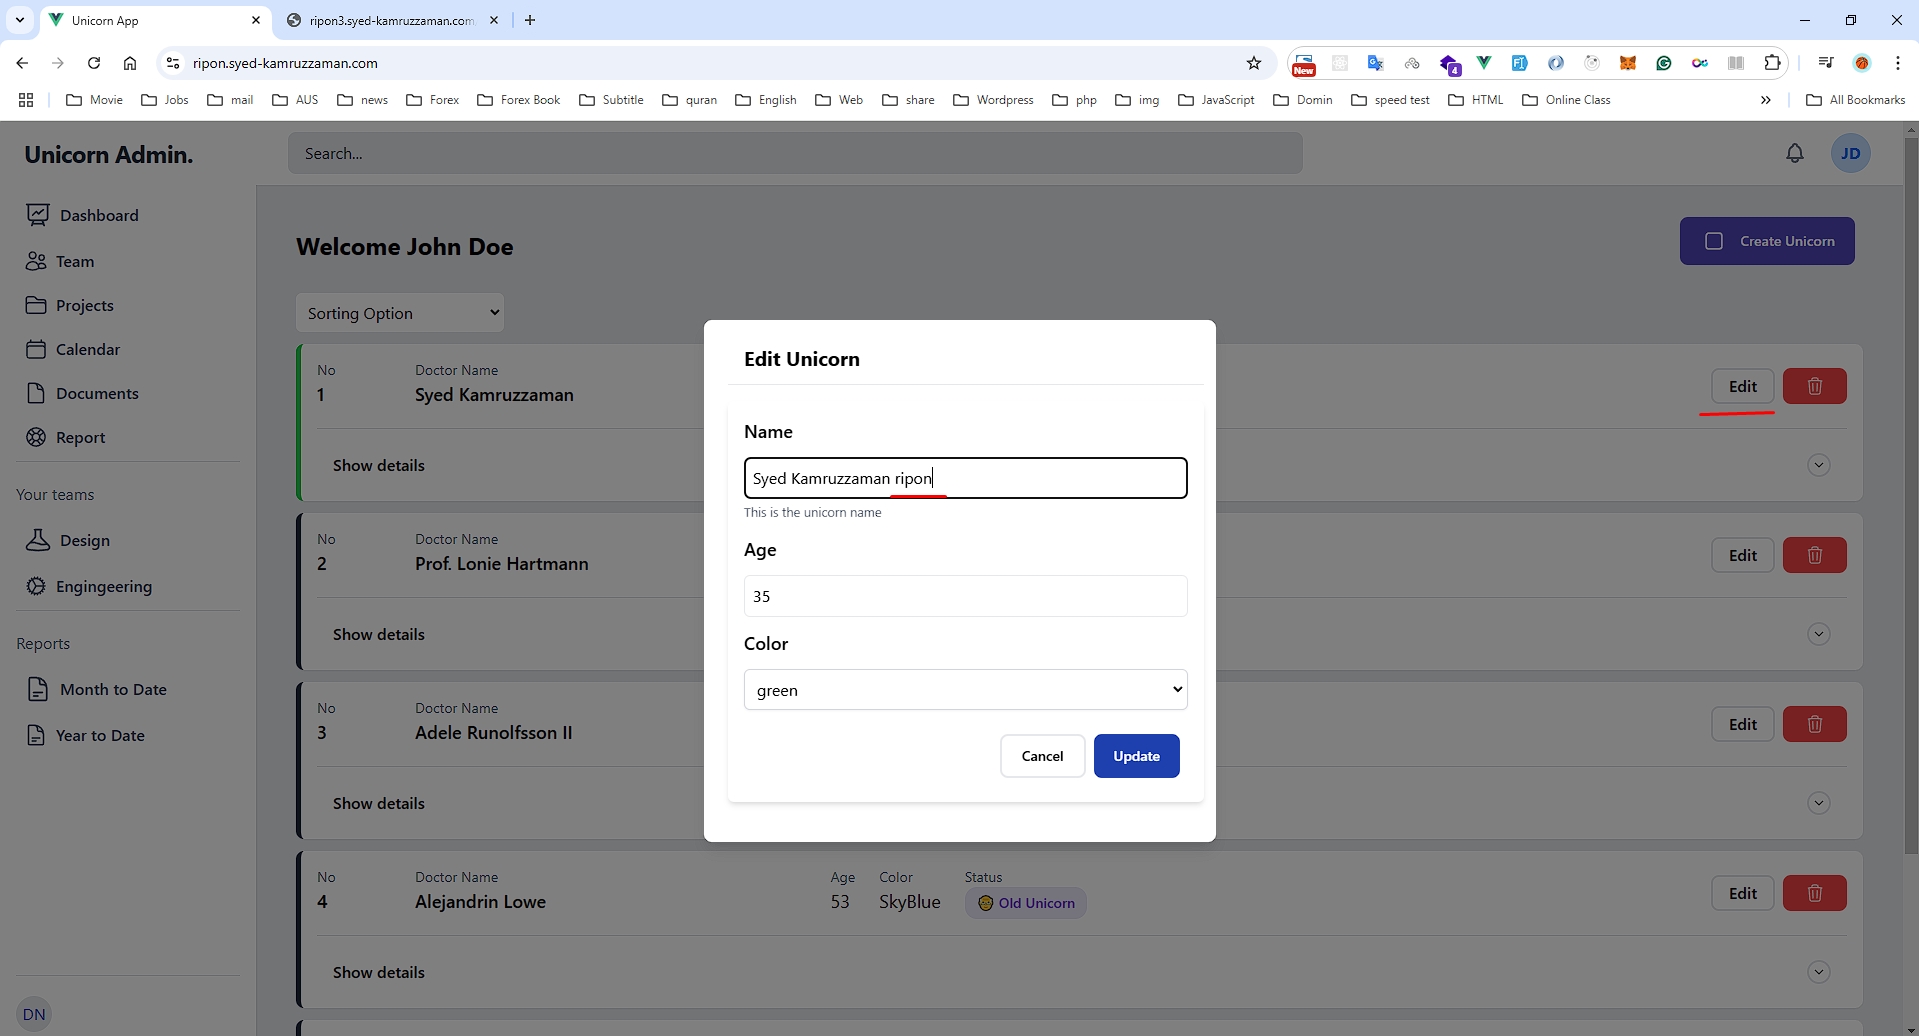 Unicorn App
ripon3.syed-kamruzzaman.com
ripon.syed-kamruzzaman.com
New
4
Movie Jobs mail AUS news Forex Forex Book Subtitle quran English Web share Wordpress php img JavaScript Domin speed test HTML Online Class » All Bookmarks
Unicorn Admin.
Search...
JD
Dashboard
Team
Projects
Calendar
Documents
Report
Your teams
Design
Engingeering
Reports
Month to Date
Year to Date
DN
Welcome John Doe
Create Unicorn
Sorting Option
No Doctor Name
1 Syed Kamruzzaman
Edit
Show details
No Doctor Name
2 Prof. Lonie Hartmann
Edit
Show details
No Doctor Name
3 Adele Runolfsson II
Edit
Show details
No Doctor Name Age Color Status
4 Alejandrin Lowe 53 SkyBlue Old Unicorn
Edit
Show details
Edit Unicorn
Name
Syed Kamruzzaman ripon
This is the unicorn name
Age
35
Color
green
Cancel Update